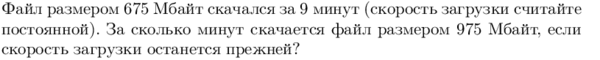 Файл размером 675 Мбайт скачался за 9 минут (скорость загрузки считайте
постоянной). За сколько минут скачается файл размером 975 Мбайт, если
скорость загрузки останется прежней?